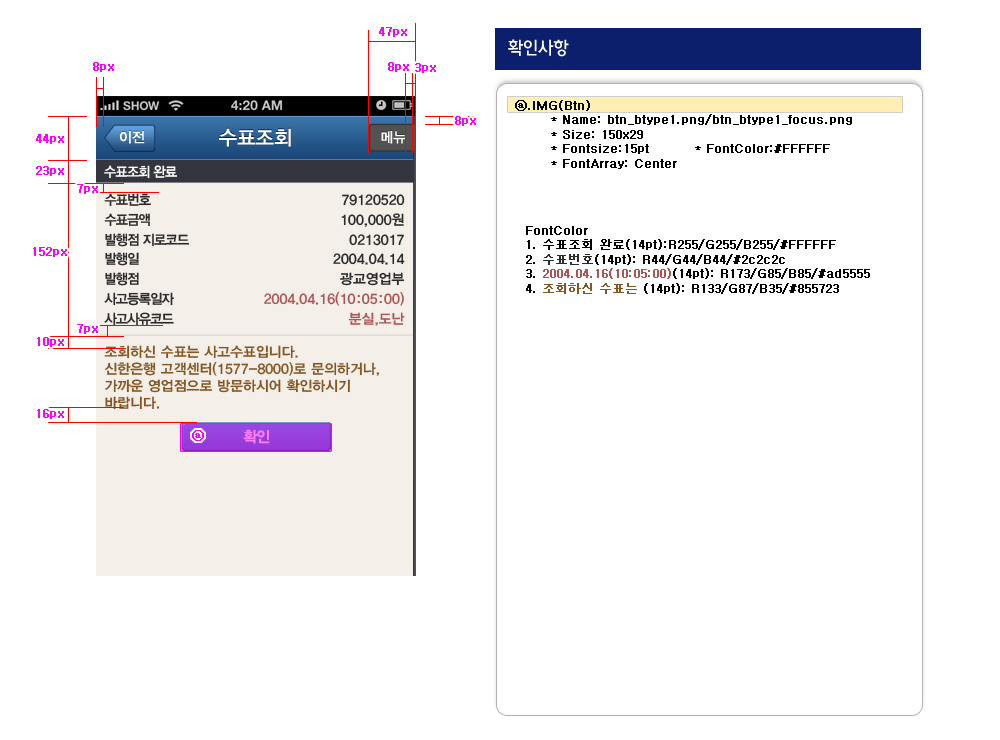 47px
8px
8px
3px
SHOW
4:20 AM
8px
44px
이전
수표조회
메뉴
23px
수표조회 완료
7px
수표번호 79120520
수표금액 100,000원
발행점 지로코드 0213017
152px
발행일 2004.04.14
발행점 광교영업부
사고등록일자 2004.04.16(10:05:00)
사고사유코드 분실,도난
7px
10px
조회하신 수표는 사고수표입니다.
신한은행 고객센터(1577-8000)로 문의하거나,
가까운 영업점으로 방문하시어 확인하시기
바랍니다.
16px
ⓐ 확인
확인사항
ⓐ.IMG(Btn)
* Name: btn_btype1.png/btn_btype1_focus.png
* Size: 150x29
* Fontsize:15pt * FontColor:#FFFFFF
* FontArray: Center
FontColor
1. 수표조회 완료(14pt):R255/G255/B255/#FFFFFF
2. 수표번호(14pt): R44/G44/B44/#2c2c2c
3. 2004.04.16(10:05:00)(14pt): R173/G85/B85/#ad5555
4. 조회하신 수표는 (14pt): R133/G87/B35/#855723